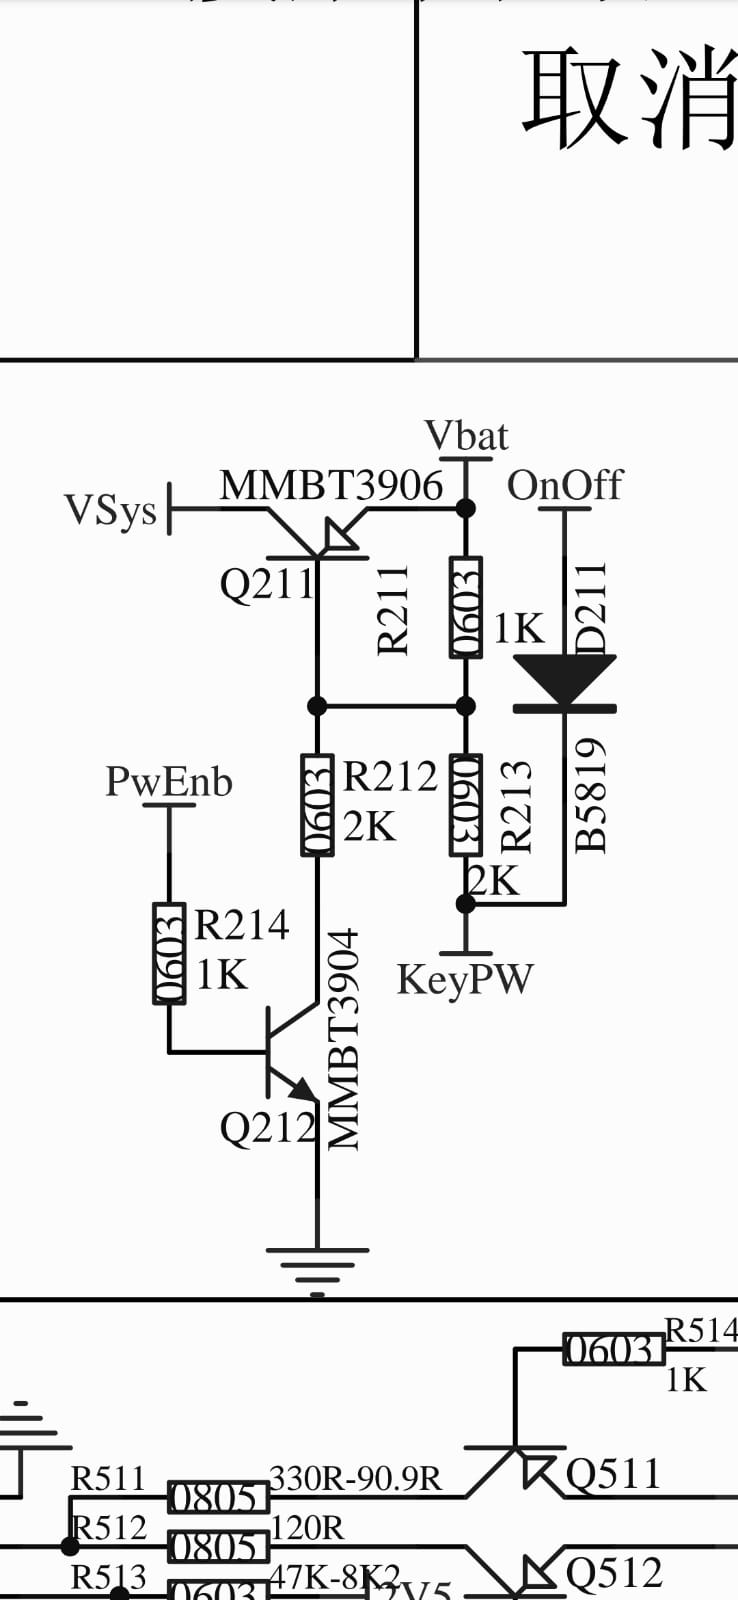 取消
Vbat
MMBT3906
OnOff
VSys
Q211
R211
0603
1K
D211
PwEnb
0603
R212
2K
0603
R213
2K
B5819
0603
R214
1K
MMBT3904
KeyPW
Q212
R514
0603
1K
R511
0805
330R-90.9R
Q511
R512
0805
120R
R513
0603
47K-8K2
2V5
Q512